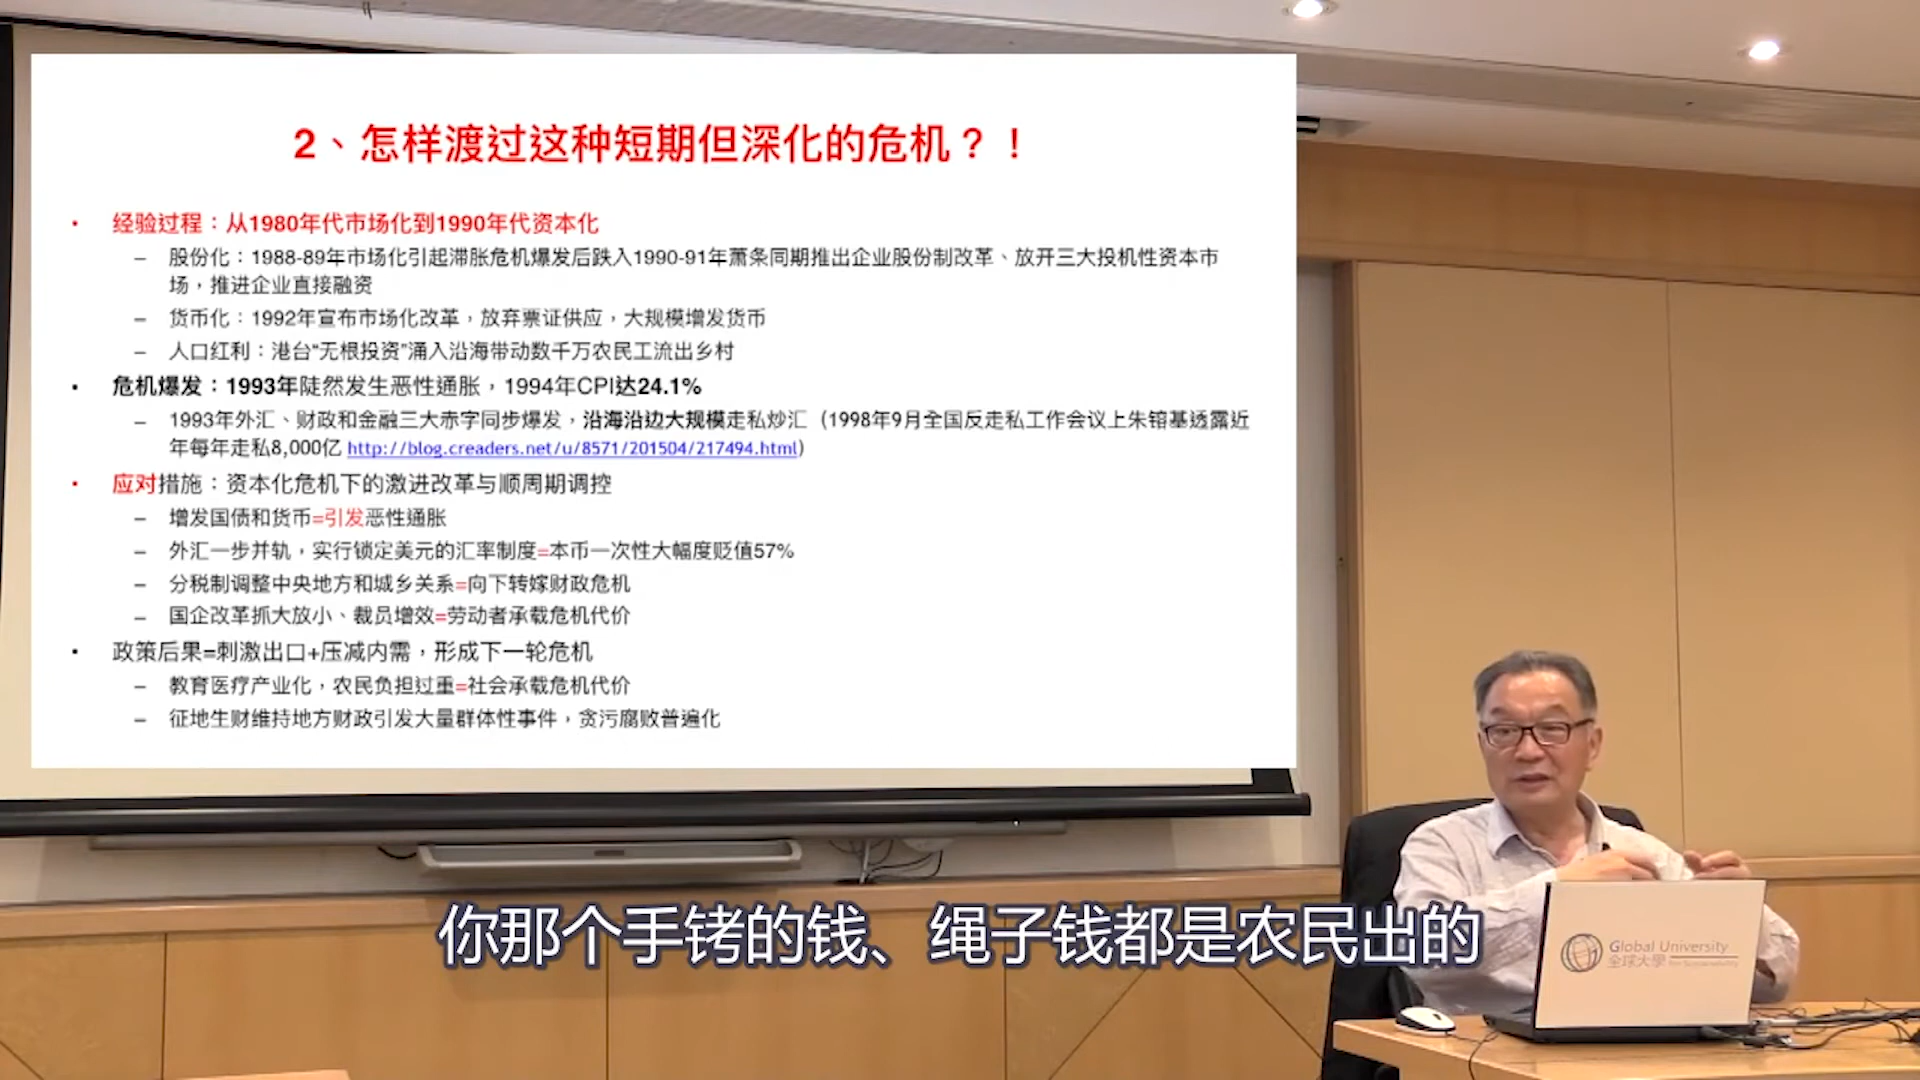 2、怎样渡过这种短期但深化的危机？！
• 经验过程：从1980年代市场化到1990年代资本化
– 股份化：1988-89年市场化引起滞胀危机爆发后跌入1990-91年萧条同期推出企业股份制改革、放开三大投机性资本市
场，推进企业直接融资
– 货币化：1992年宣布市场化改革，放弃票证供应，大规模增发货币
– 人口红利：港台“无根投资”涌入沿海带动数千万农民工流出乡村
• 危机爆发：1993年陡然发生恶性通胀，1994年CPI达24.1%
– 1993年外汇、财政和金融三大赤字同步爆发，沿海沿边大规模走私炒汇（1998年9月全国反走私工作会议上朱镕基透露近
年每年走私8,000亿 http://blog.creaders.net/u/8571/201504/217494.html）
• 应对措施：资本化危机下的激进改革与顺周期调控
– 增发国债和货币=引发恶性通胀
– 外汇一步并轨，实行锁定美元的汇率制度=本币一次性大幅度贬值57%
– 分税制调整中央地方和城乡关系=向下转嫁财政危机
– 国企改革抓大放小、裁员增效=劳动者承载危机代价
• 政策后果=刺激出口+压减内需，形成下一轮危机
– 教育医疗产业化，农民负担过重=社会承载危机代价
– 征地生财维持地方财政引发大量群体性事件，贪污腐败普遍化
你那个手铐的钱、绳子钱都是农民出的
Global University
全球大學 for Sustainability